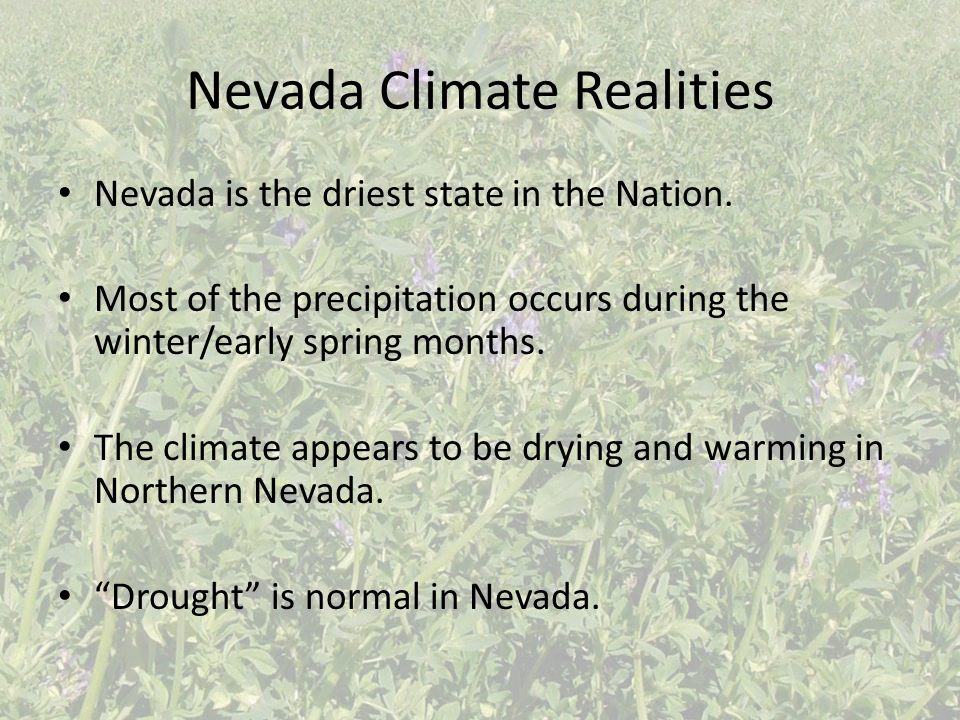 Nevada Climate Realities
• Nevada is the driest state in the Nation.
• Most of the precipitation occurs during the
winter/early spring months.
• The climate appears to be drying and warming in
Northern Nevada.
• “Drought” is normal in Nevada.